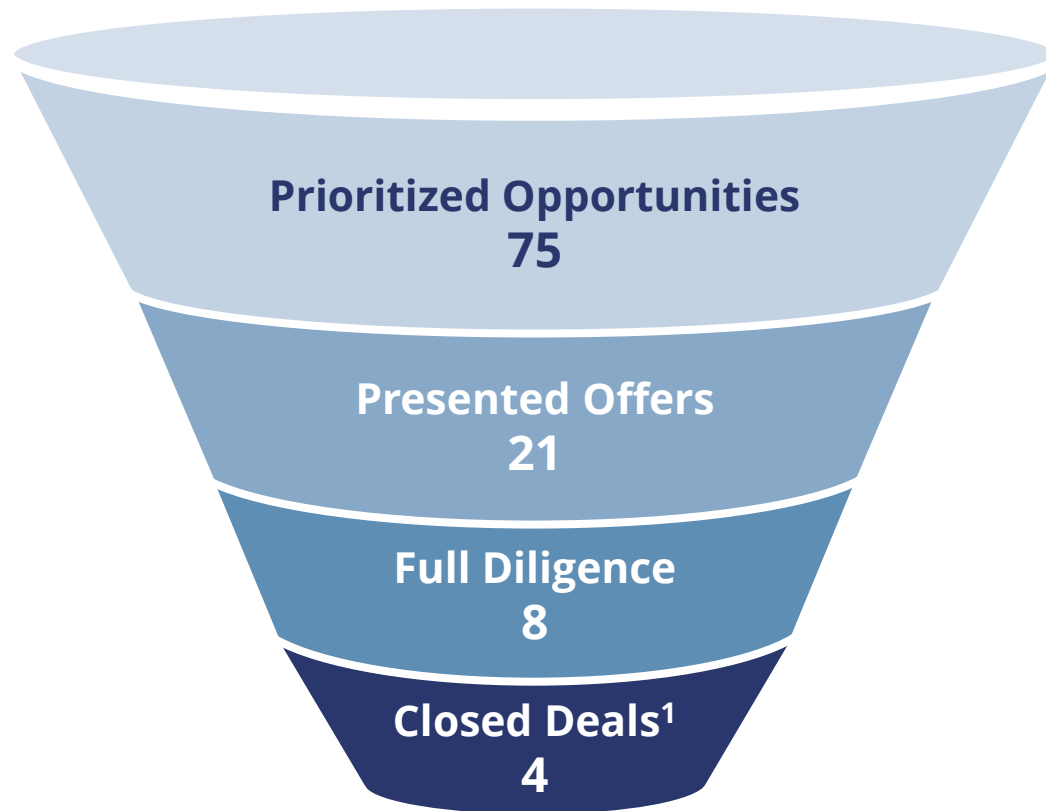 Prioritized Opportunities
75
Presented Offers
21
Full Diligence
8
Closed Deals¹
4